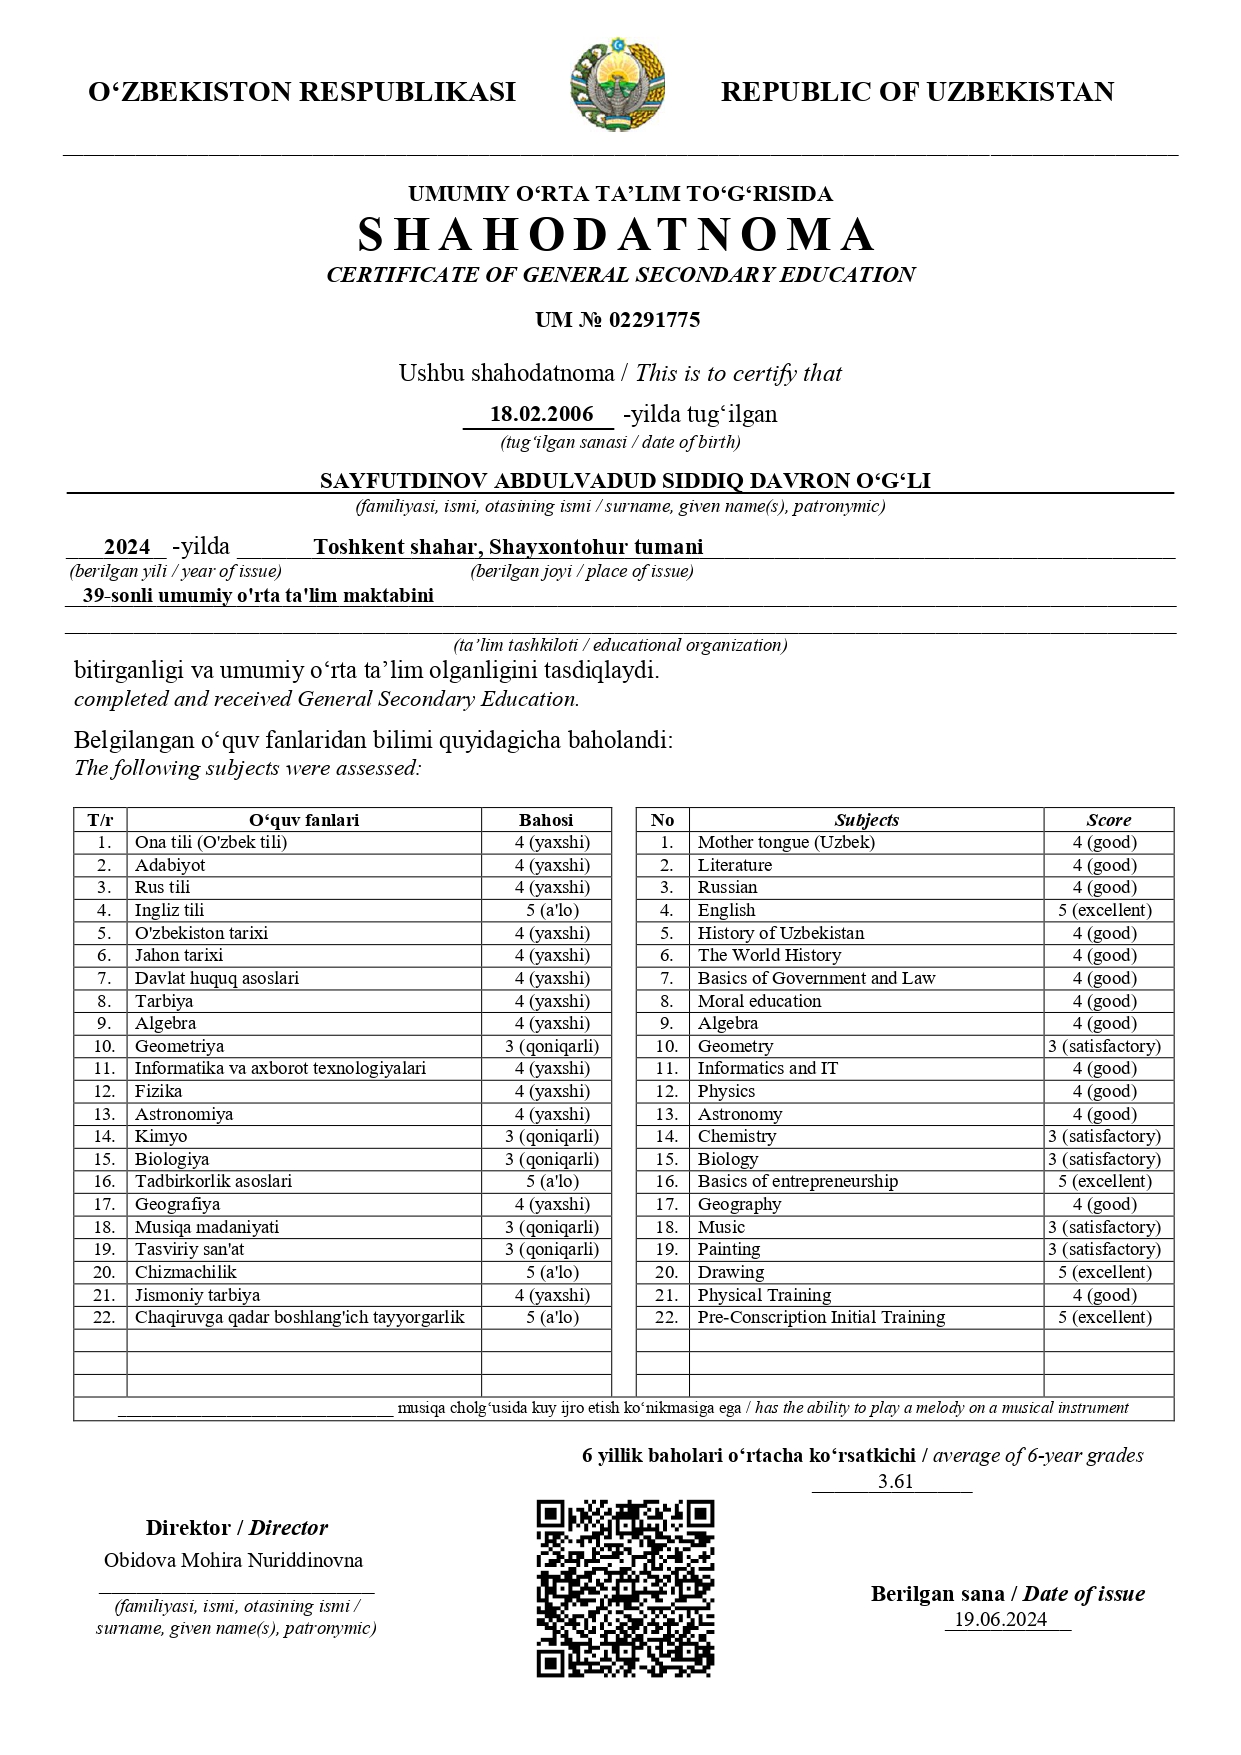 O‘ZBEKISTON RESPUBLIKASI REPUBLIC OF UZBEKISTAN
UMUMIY O‘RTA TA’LIM TO‘G‘RISIDA
SHAHODATNOMA
CERTIFICATE OF GENERAL SECONDARY EDUCATION
UM № 02291775
Ushbu shahodatnoma / This is to certify that
18.02.2006 -yilda tug‘ilgan
(tug‘ilgan sanasi / date of birth)
SAYFUTDINOV ABDULVADUD SIDDIQ DAVRON O‘G‘LI
(familiyasi, ismi, otasining ismi / surname, given name(s), patronymic)
2024 -yilda Toshkent shahar, Shayxontohur tumani
(berilgan yili / year of issue) (berilgan joyi / place of issue)
39-sonli umumiy o'rta ta'lim maktabini
(ta’lim tashkiloti / educational organization)
bitirganligi va umumiy o‘rta ta’lim olganligini tasdiqlaydi.
completed and received General Secondary Education.
Belgilangan o‘quv fanlaridan bilimi quyidagicha baholandi:
The following subjects were assessed:
T/r O‘quv fanlari Bahosi No Subjects Score
1. Ona tili (O'zbek tili) 4 (yaxshi) 1. Mother tongue (Uzbek) 4 (good)
2. Adabiyot 4 (yaxshi) 2. Literature 4 (good)
3. Rus tili 4 (yaxshi) 3. Russian 4 (good)
4. Ingliz tili 5 (a'lo) 4. English 5 (excellent)
5. O'zbekiston tarixi 4 (yaxshi) 5. History of Uzbekistan 4 (good)
6. Jahon tarixi 4 (yaxshi) 6. The World History 4 (good)
7. Davlat huquq asoslari 4 (yaxshi) 7. Basics of Government and Law 4 (good)
8. Tarbiya 4 (yaxshi) 8. Moral education 4 (good)
9. Algebra 4 (yaxshi) 9. Algebra 4 (good)
10. Geometriya 3 (qoniqarli) 10. Geometry 3 (satisfactory)
11. Informatika va axborot texnologiyalari 4 (yaxshi) 11. Informatics and IT 4 (good)
12. Fizika 4 (yaxshi) 12. Physics 4 (good)
13. Astronomiya 4 (yaxshi) 13. Astronomy 4 (good)
14. Kimyo 3 (qoniqarli) 14. Chemistry 3 (satisfactory)
15. Biologiya 3 (qoniqarli) 15. Biology 3 (satisfactory)
16. Tadbirkorlik asoslari 5 (a'lo) 16. Basics of entrepreneurship 5 (excellent)
17. Geografiya 4 (yaxshi) 17. Geography 4 (good)
18. Musiqa madaniyati 3 (qoniqarli) 18. Music 3 (satisfactory)
19. Tasviriy san'at 3 (qoniqarli) 19. Painting 3 (satisfactory)
20. Chizmachilik 5 (a'lo) 20. Drawing 5 (excellent)
21. Jismoniy tarbiya 4 (yaxshi) 21. Physical Training 4 (good)
22. Chaqiruvga qadar boshlang'ich tayyorgarlik 5 (a'lo) 22. Pre-Conscription Initial Training 5 (excellent)
musiqa cholg‘usida kuy ijro etish ko‘nikmasiga ega / has the ability to play a melody on a musical instrument
6 yillik baholari o‘rtacha ko‘rsatkichi / average of 6-year grades
3.61
Direktor / Director
Obidova Mohira Nuriddinovna
(familiyasi, ismi, otasining ismi /
surname, given name(s), patronymic)
Berilgan sana / Date of issue
19.06.2024